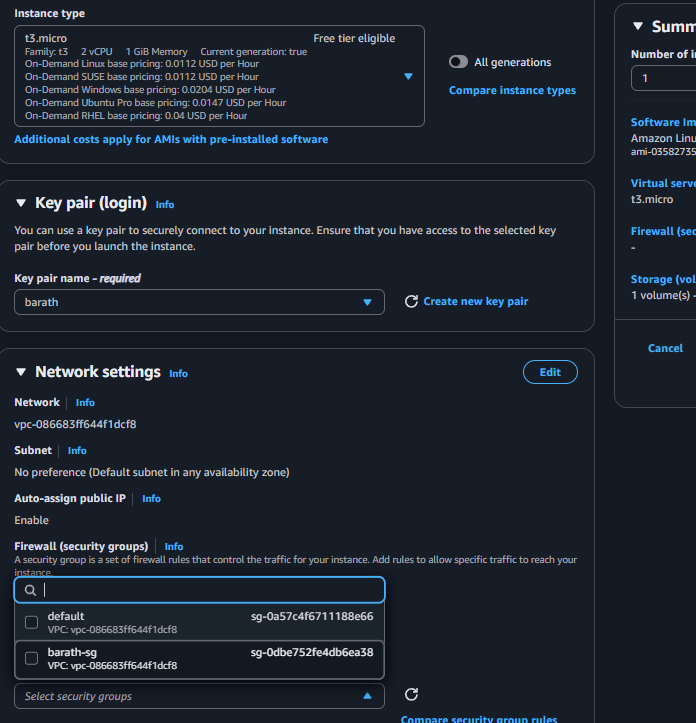 Instance type
t3.micro Free tier eligible
Family: t3 2 vCPU 1 GiB Memory Current generation: true
On-Demand Linux base pricing: 0.0112 USD per Hour
On-Demand SUSE base pricing: 0.0112 USD per Hour
On-Demand Windows base pricing: 0.0204 USD per Hour
On-Demand Ubuntu Pro base pricing: 0.0147 USD per Hour
On-Demand RHEL base pricing: 0.04 USD per Hour
All generations
Compare instance types
Additional costs apply for AMIs with pre-installed software
Key pair (login) Info
You can use a key pair to securely connect to your instance. Ensure that you have access to the selected key
pair before you launch the instance.
Key pair name - required
barath
Create new key pair
Network settings Info
Edit
Network Info
vpc-086683ff644f1dcf8
Subnet Info
No preference (Default subnet in any availability zone)
Auto-assign public IP Info
Enable
Firewall (security groups) Info
A security group is a set of firewall rules that control the traffic for your instance. Add rules to allow specific traffic to reach your
instance.
default sg-0a57c4f6711188e66
VPC: vpc-086683ff644f1dcf8
barath-sg sg-0dbe752fe4db6ea38
VPC: vpc-086683ff644f1dcf8
Select security groups
Compare security group rules
Summ
Number of i
1
Software Im
Amazon Linu
ami-03582735
Virtual serve
t3.micro
Firewall (sec
-
Storage (vol
1 volume(s) -
Cancel